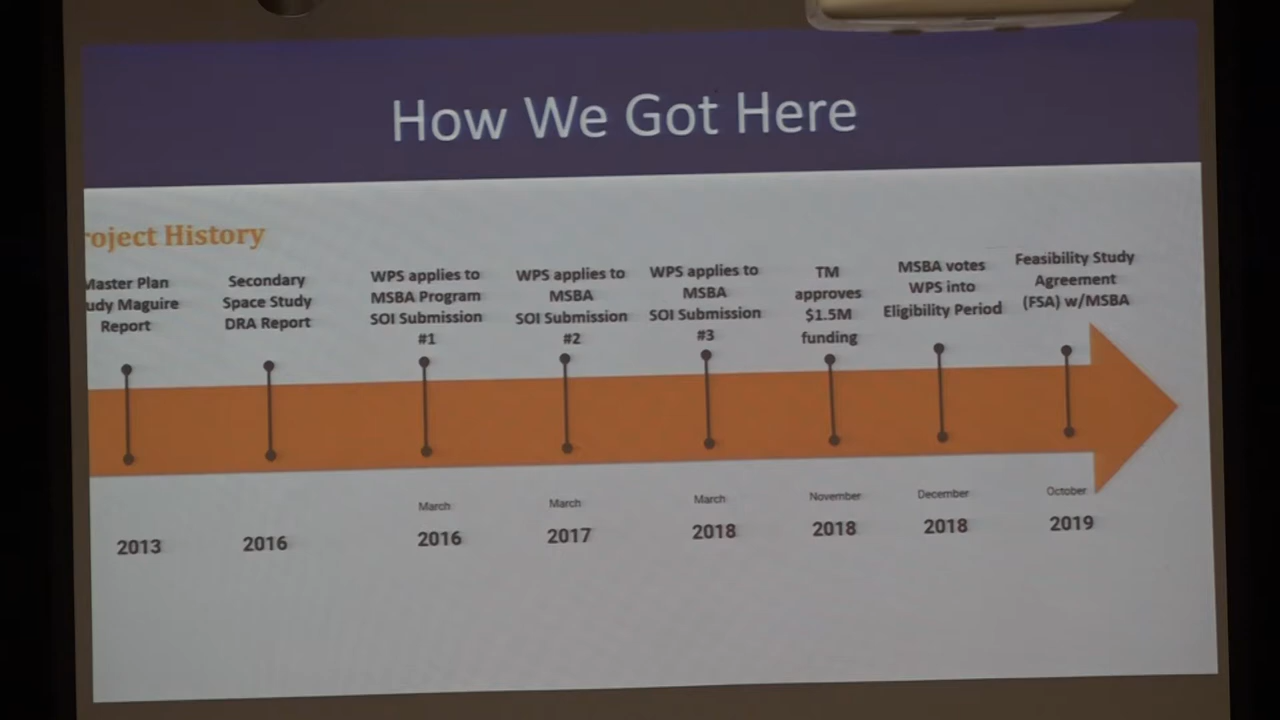 How We Got Here
roject History
Master Plan
udy Maguire
Report
Secondary
Space Study
DRA Report
WPS applies to
MSBA Program
SOI Submission
#1
WPS applies to
MSBA
SOI Submission
#2
WPS applies to
MSBA
SOI Submission
#3
TM
approves
$1.5M
funding
MSBA votes
WPS into
Eligibility Period
Feasibility Study
Agreement
(FSA) w/MSBA
2013
2016
March
2016
March
2017
March
2018
November
2018
December
2018
October
2019